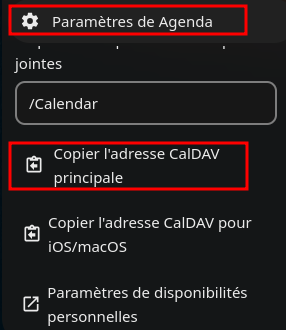 Paramètres de Agenda
jointes
/Calendar
Copier l'adresse CalDAV
principale
Copier l'adresse CalDAV pour
iOS/macOS
Paramètres de disponibilités
personnelles